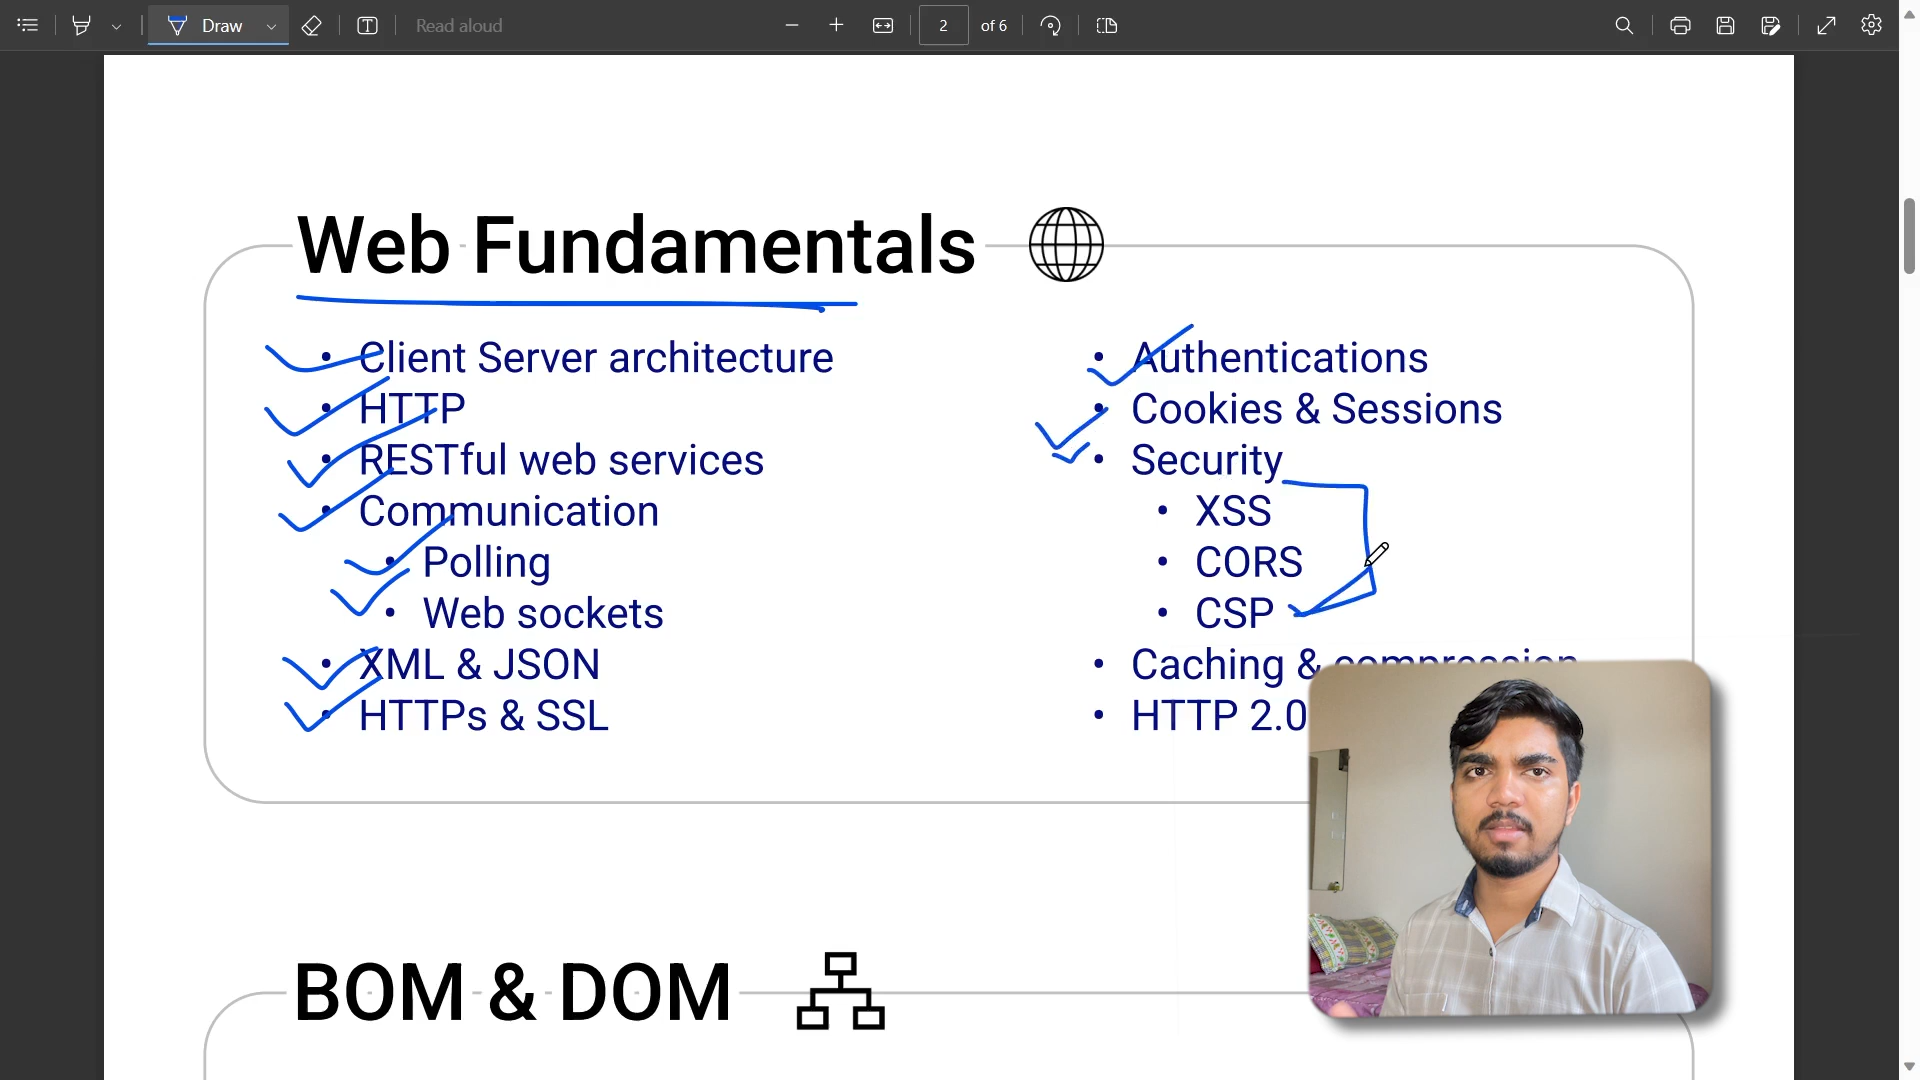 Draw
Read aloud
2 of 6
Web Fundamentals
• Client Server architecture
• HTTP
• RESTful web services
• Communication
• Polling
• Web sockets
• XML & JSON
• HTTPs & SSL
• Authentications
• Cookies & Sessions
• Security
• XSS
• CORS
• CSP
• Caching & compression
• HTTP 2.0
BOM & DOM